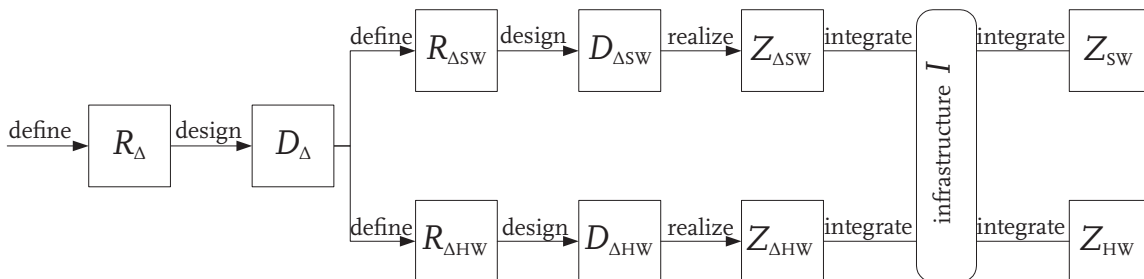 define R_ΔSW design D_ΔSW realize Z_ΔSW integrate integrate Z_SW
define R_Δ design D_Δ
infrastructure I
define R_ΔHW design D_ΔHW realize Z_ΔHW integrate integrate Z_HW